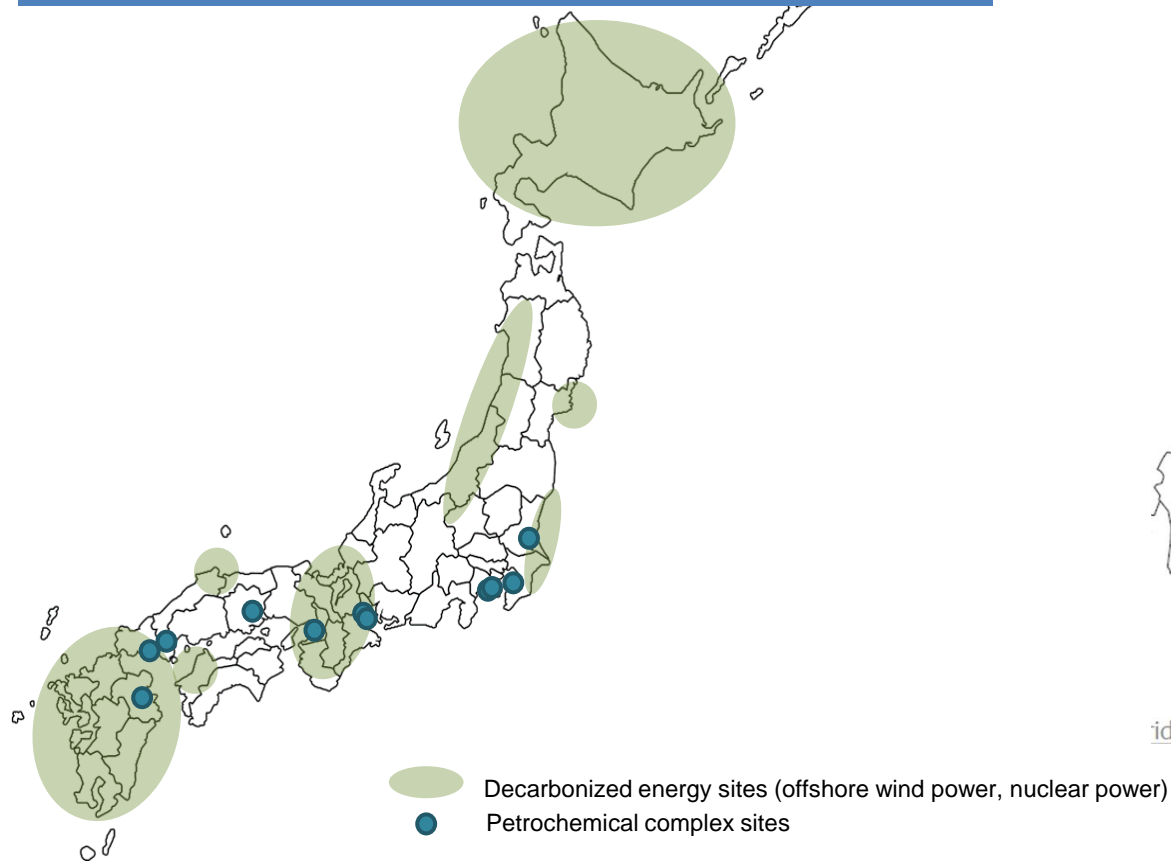 Decarbonized energy sites (offshore wind power, nuclear power)
Petrochemical complex sites